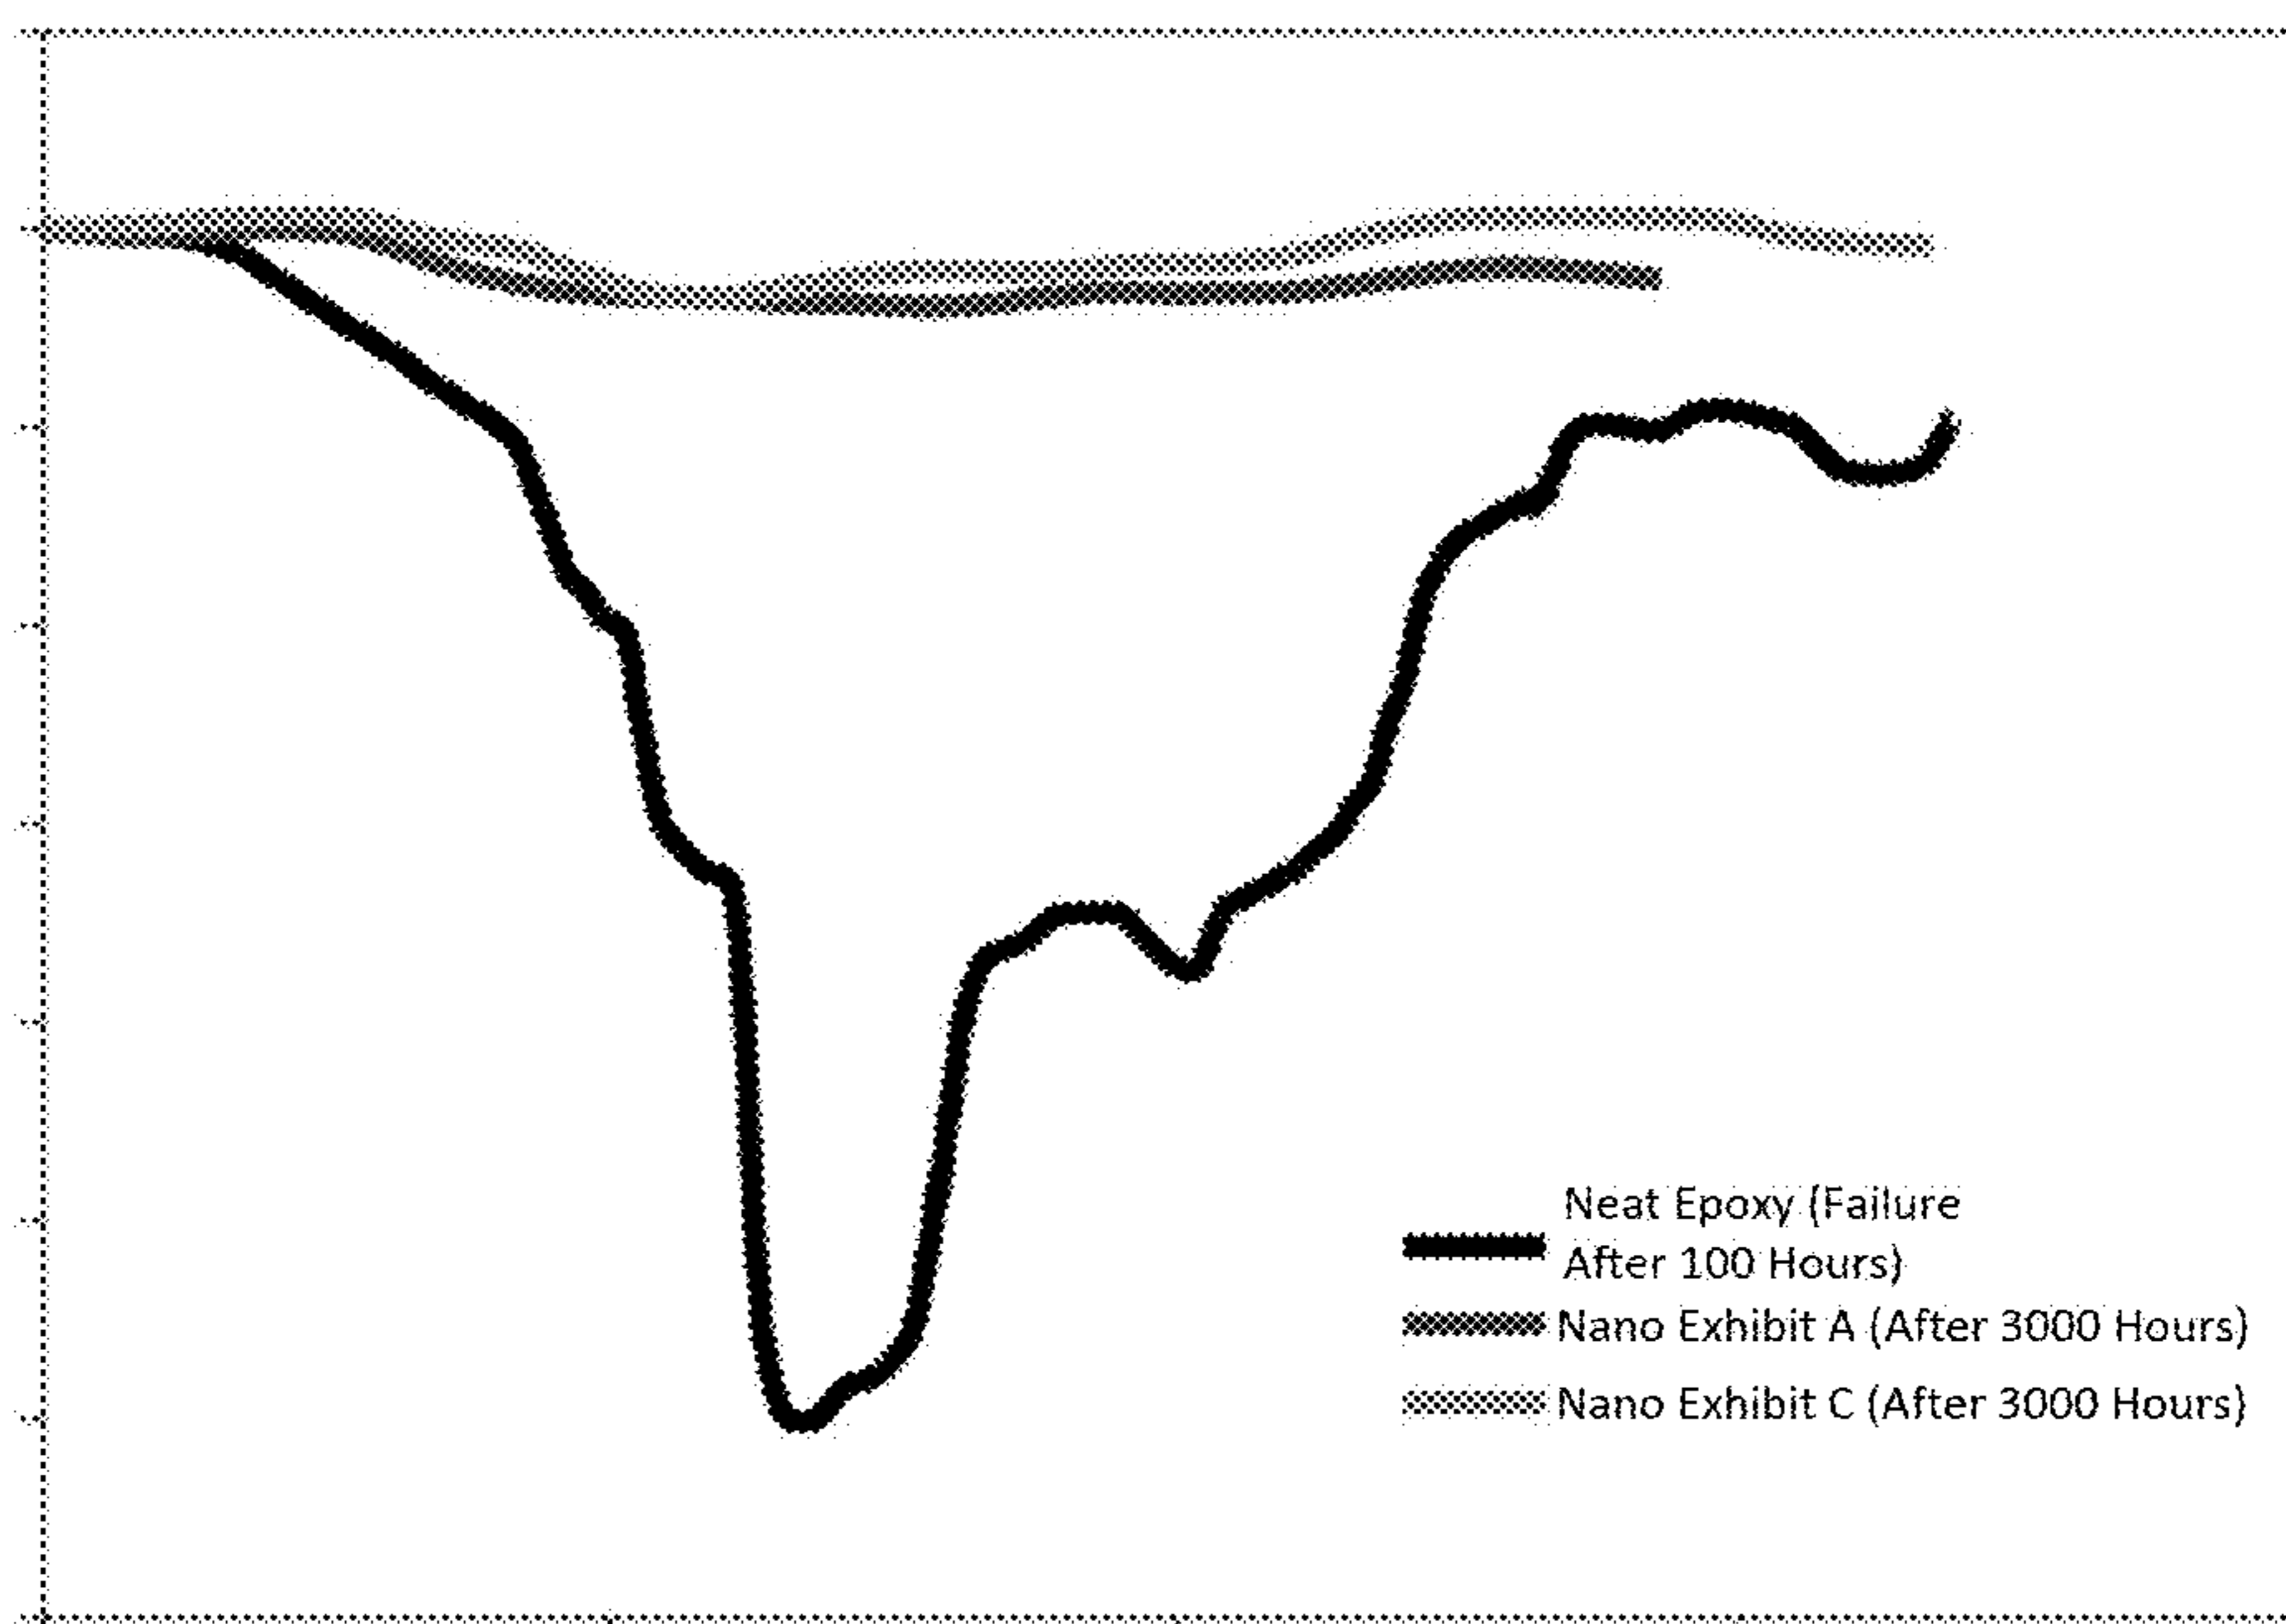 Neat Epoxy (Failure
After 100 Hours)
Nano Exhibit A (After 3000 Hours)
Nano Exhibit C (After 3000 Hours)